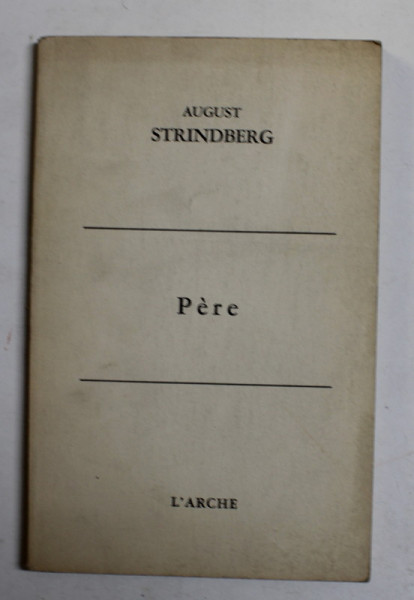 AUGUST
STRINDBERG
Père
L'ARCHE